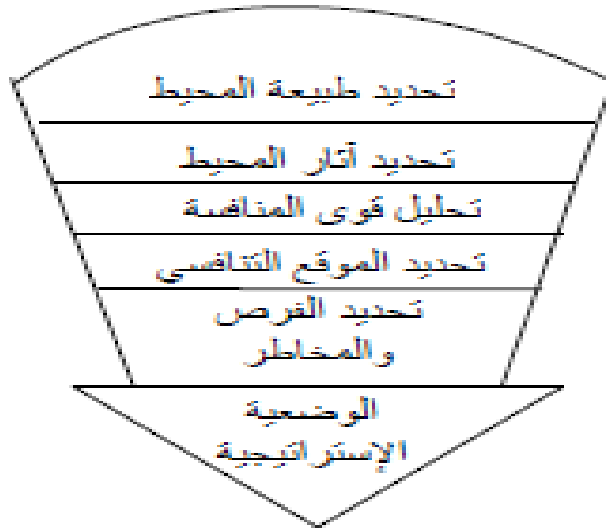 تحديد طبيعة المحيط
تحديد آثار المحيط
تحليل قوى المنافسة
تحديد الموقع التنافسي
تحديد الفرص
والمخاطر
الوضعية
الإستراتيجية